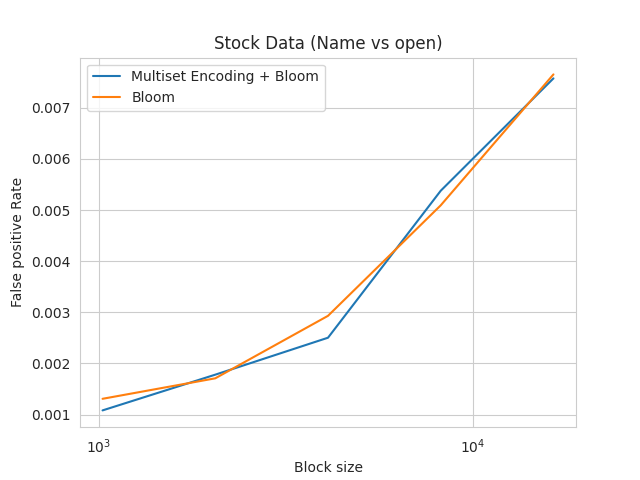 Stock Data (Name vs open)
Multiset Encoding + Bloom
Bloom
False positive Rate
0.007
0.006
0.005
0.004
0.003
0.002
0.001
10³
10⁴
Block size